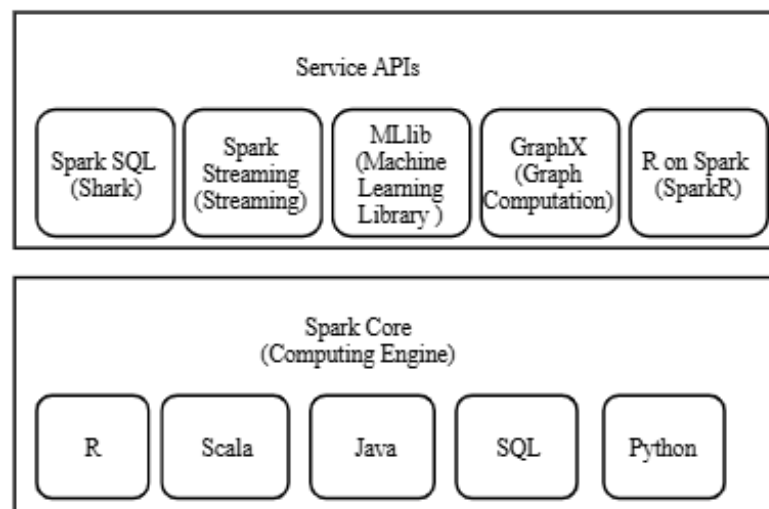 Service APIs
Spark SQL
(Shark)
Spark
Streaming
(Streaming)
MLlib
(Machine
Learning
Library )
GraphX
(Graph
Computation)
R on Spark
(SparkR)
Spark Core
(Computing Engine)
R
Scala
Java
SQL
Python